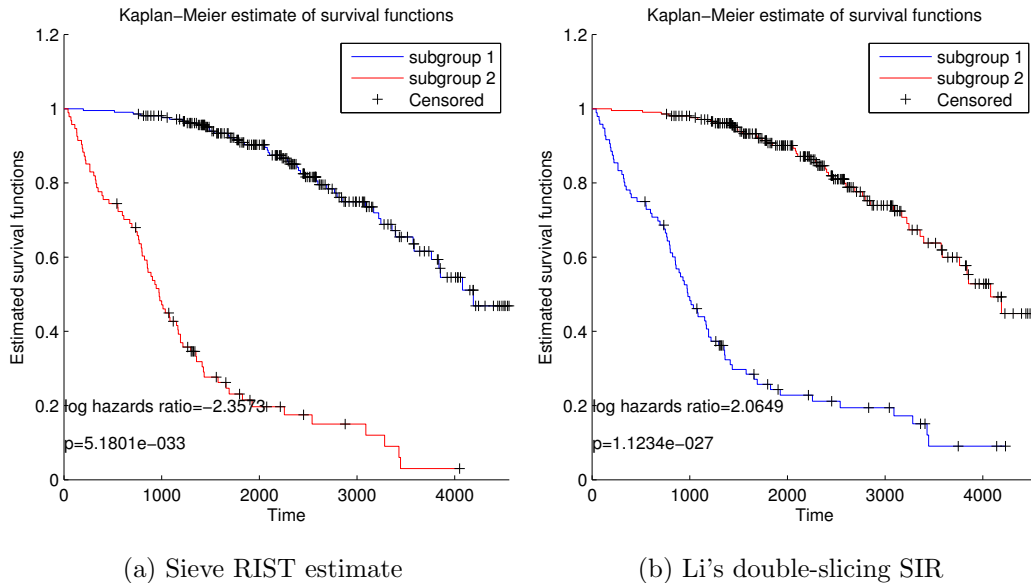 Kaplan−Meier estimate of survival functions
1.2
1
0.8
0.6
0.4
0.2
0
Estimated survival functions
subgroup 1
subgroup 2
Censored
log hazards ratio=−2.3573
p=5.1801e−033
0
1000
2000
3000
4000
Time
(a) Sieve RIST estimate
Kaplan−Meier estimate of survival functions
1.2
1
0.8
0.6
0.4
0.2
0
Estimated survival functions
subgroup 1
subgroup 2
Censored
log hazards ratio=2.0649
p=1.1234e−027
0
1000
2000
3000
4000
Time
(b) Li's double-slicing SIR